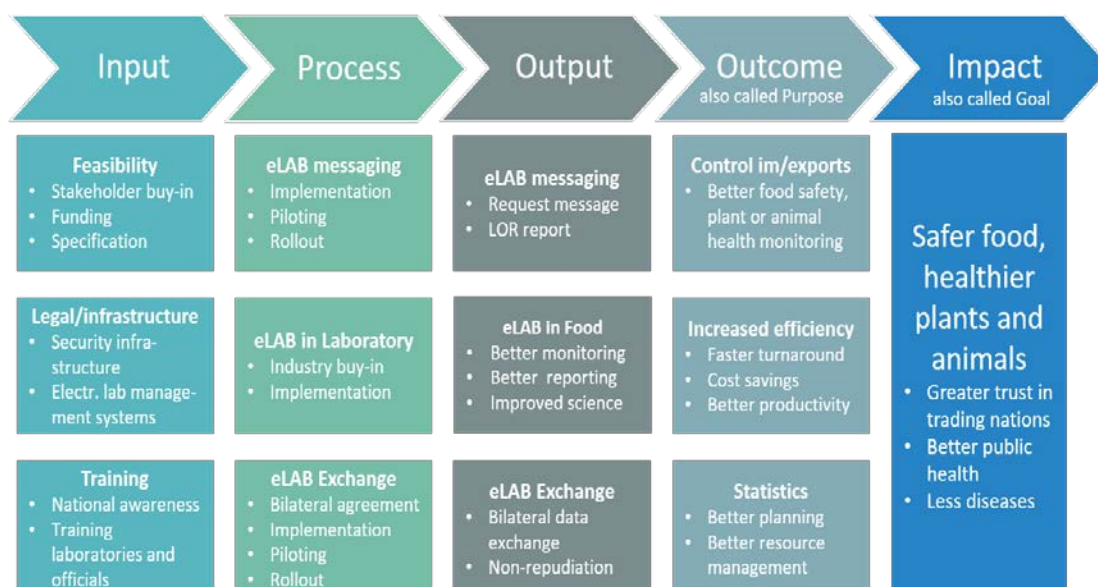 Input
Process
Output
Outcome
also called Purpose
Impact
also called Goal
Feasibility
• Stakeholder buy-in
• Funding
• Specification
eLAB messaging
• Implementation
• Piloting
• Rollout
eLAB messaging
• Request message
• LOR report
Control im/exports
• Better food safety,
plant or animal
health monitoring
Legal/infrastructure
• Security infra-
structure
• Electr. lab manage-
ment systems
eLAB in Laboratory
• Industry buy-in
• Implementation
eLAB in Food
• Better monitoring
• Better reporting
• Improved science
Increased efficiency
• Faster turnaround
• Cost savings
• Better productivity
Training
• National awareness
• Training
laboratories and
officials
eLAB Exchange
• Bilateral agreement
• Implementation
• Piloting
• Rollout
eLAB Exchange
• Bilateral data
exchange
• Non-repudiation
Statistics
• Better planning
• Better resource
management
Safer food,
healthier
plants and
animals
• Greater trust in
trading nations
• Better public
health
• Less diseases